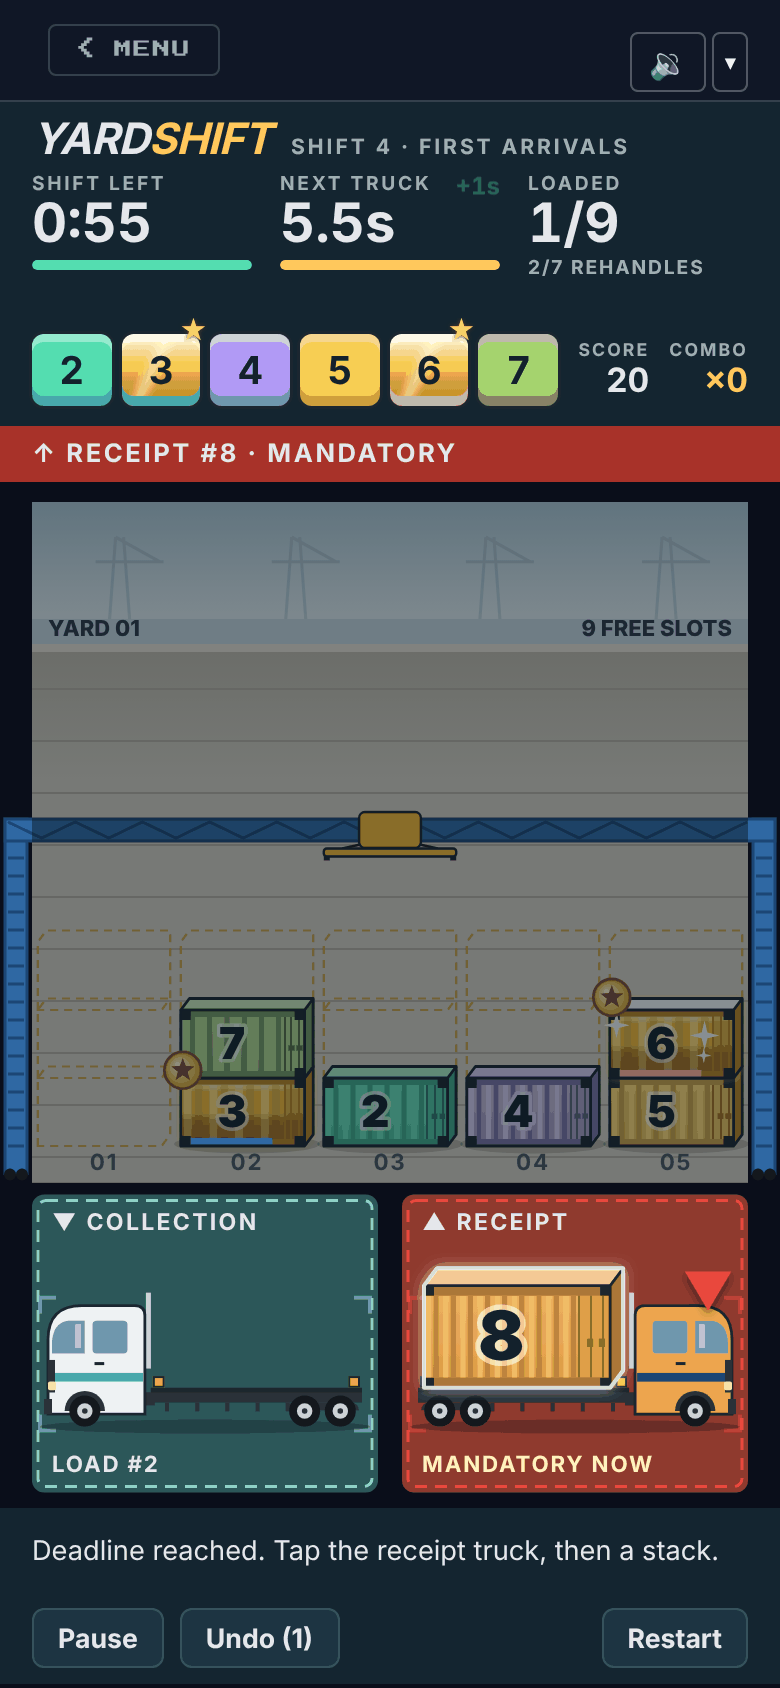 MENU
YARDSHIFT SHIFT 4 · FIRST ARRIVALS
SHIFT LEFT NEXT TRUCK +1s LOADED
0:55 5.5s 1/9
2/7 REHANDLES
SCORE COMBO
2 3 4 5 6 7 20 ×0
↑ RECEIPT #8 · MANDATORY
YARD 01 9 FREE SLOTS
7 6
3 2 4 5
01 02 03 04 05
▼ COLLECTION ▲ RECEIPT
8
LOAD #2 MANDATORY NOW
Deadline reached. Tap the receipt truck, then a stack.
Pause Undo (1) Restart